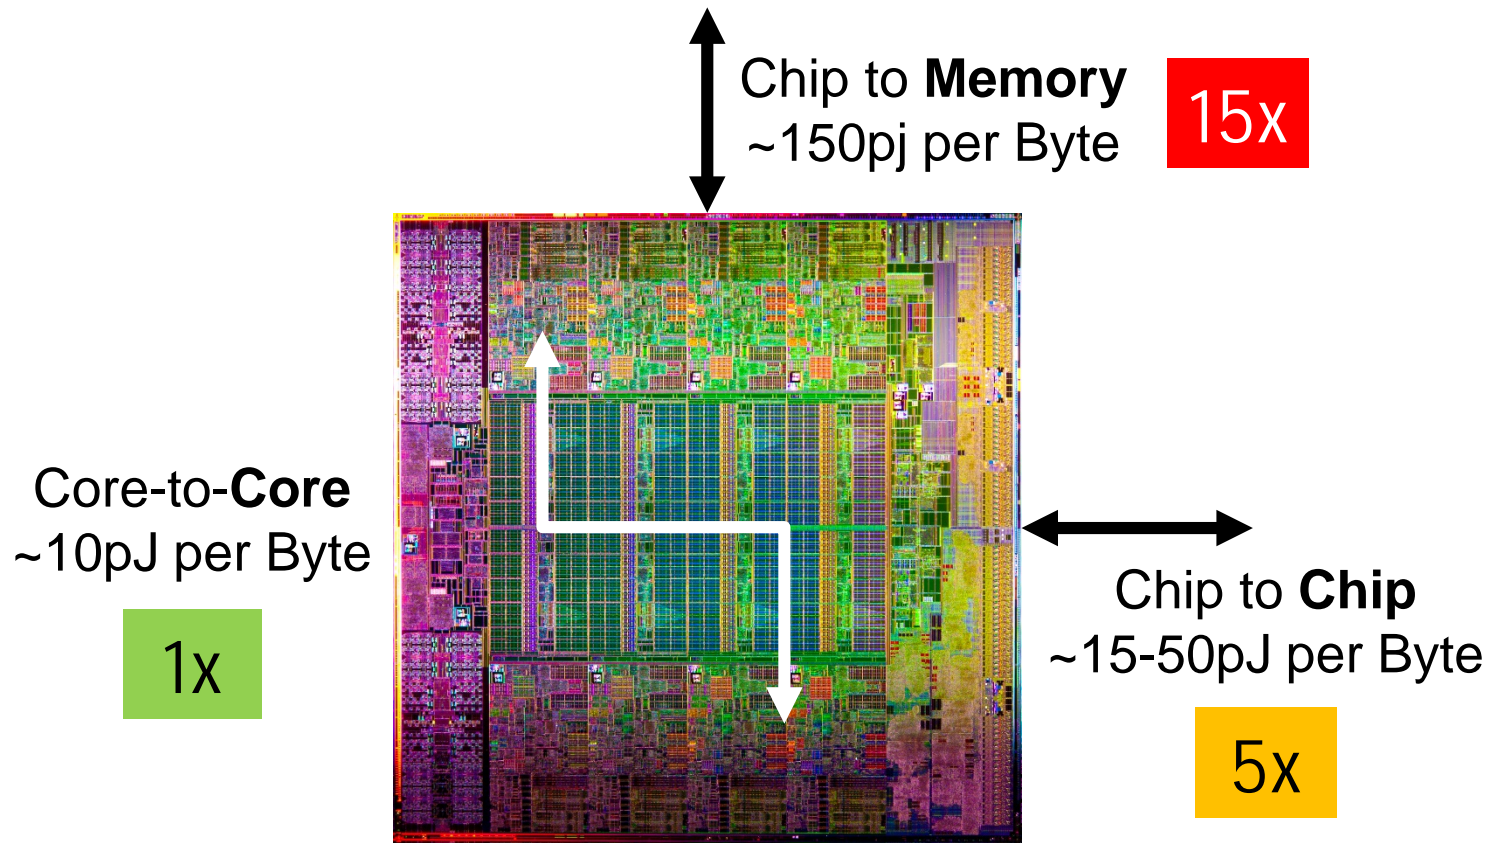 Chip to Memory
~150pj per Byte
15x
Core-to-Core
~10pJ per Byte
1x
Chip to Chip
~15-50pJ per Byte
5x